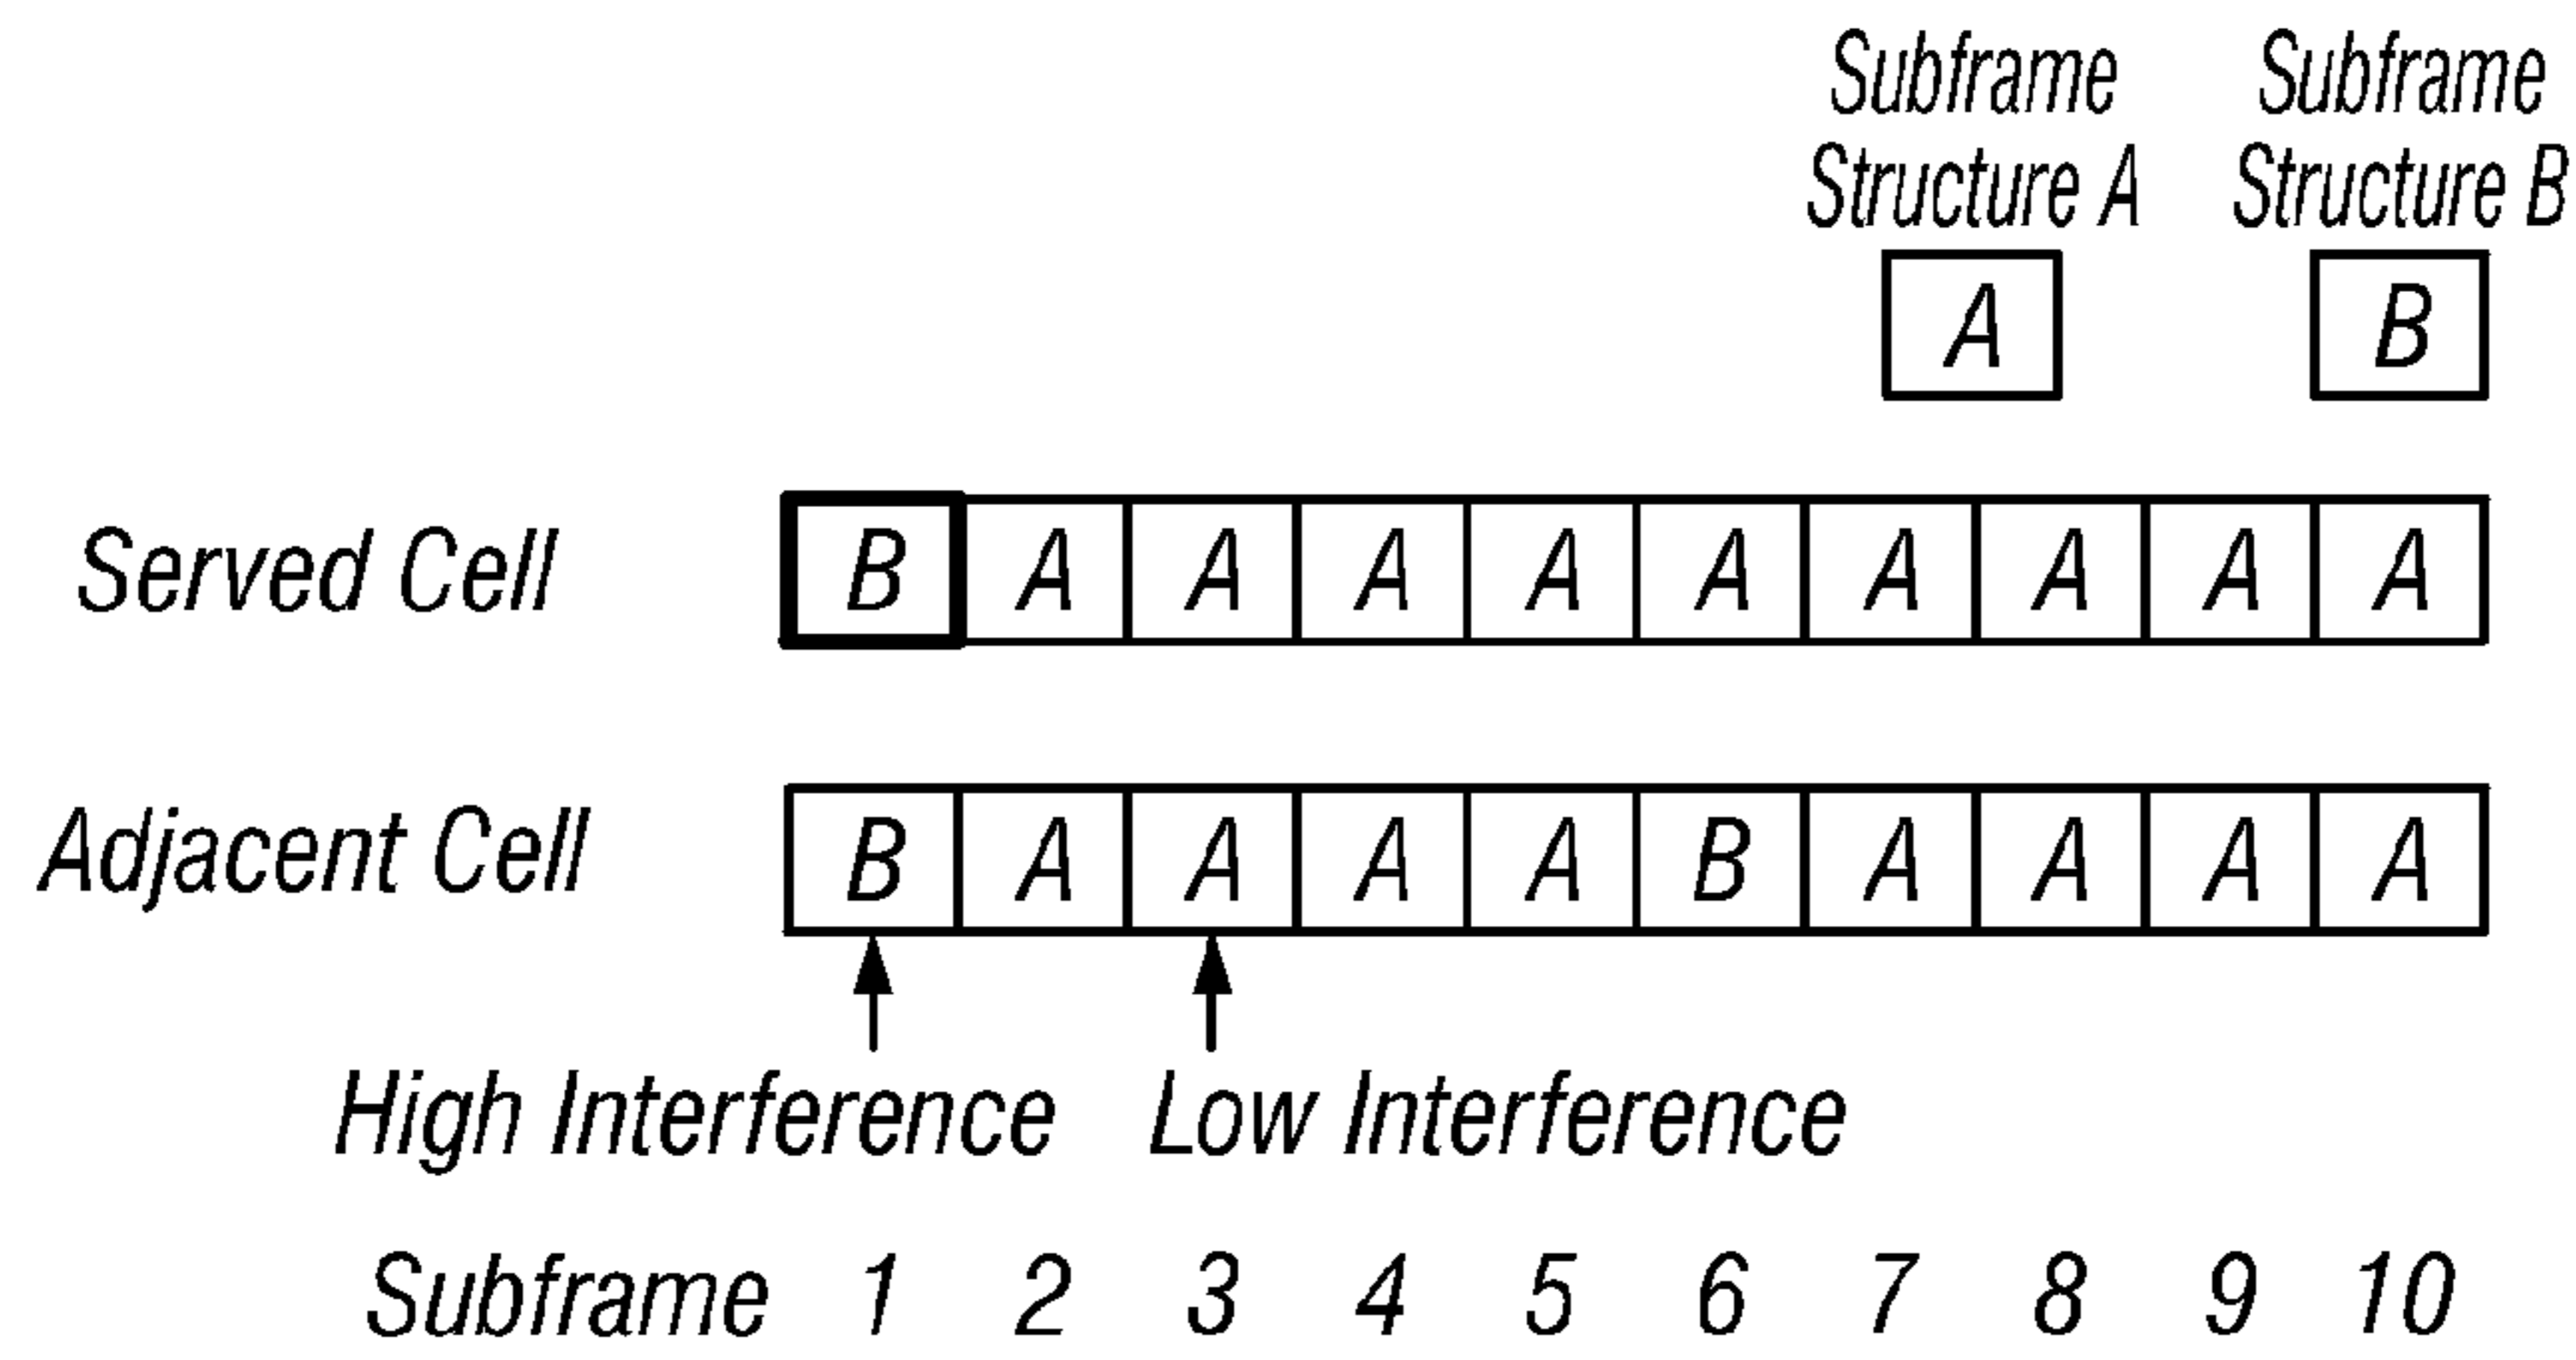 Subframe Structure A
Subframe Structure B
A
B
Served Cell B A A A A A A A A A
Adjacent Cell B A A A A B A A A A
High Interference
Low Interference
Subframe 1 2 3 4 5 6 7 8 9 10